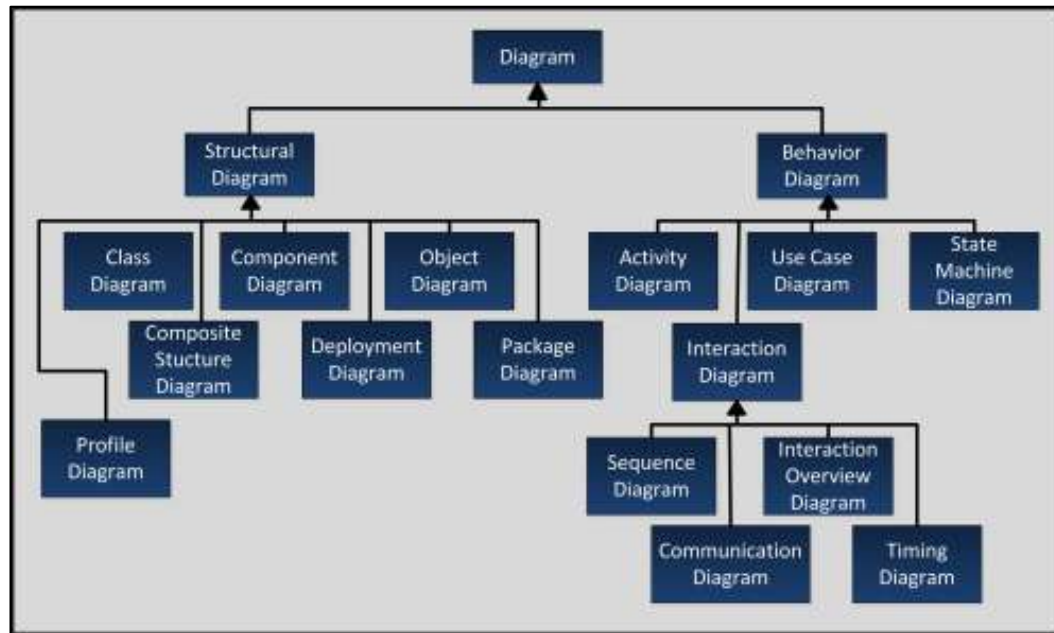 Diagram
Structural
Diagram
Behavior
Diagram
Class
Diagram
Component
Diagram
Object
Diagram
Activity
Diagram
Use Case
Diagram
State
Machine
Diagram
Composite
Stucture
Diagram
Deployment
Diagram
Package
Diagram
Interaction
Diagram
Profile
Diagram
Sequence
Diagram
Interaction
Overview
Diagram
Communication
Diagram
Timing
Diagram